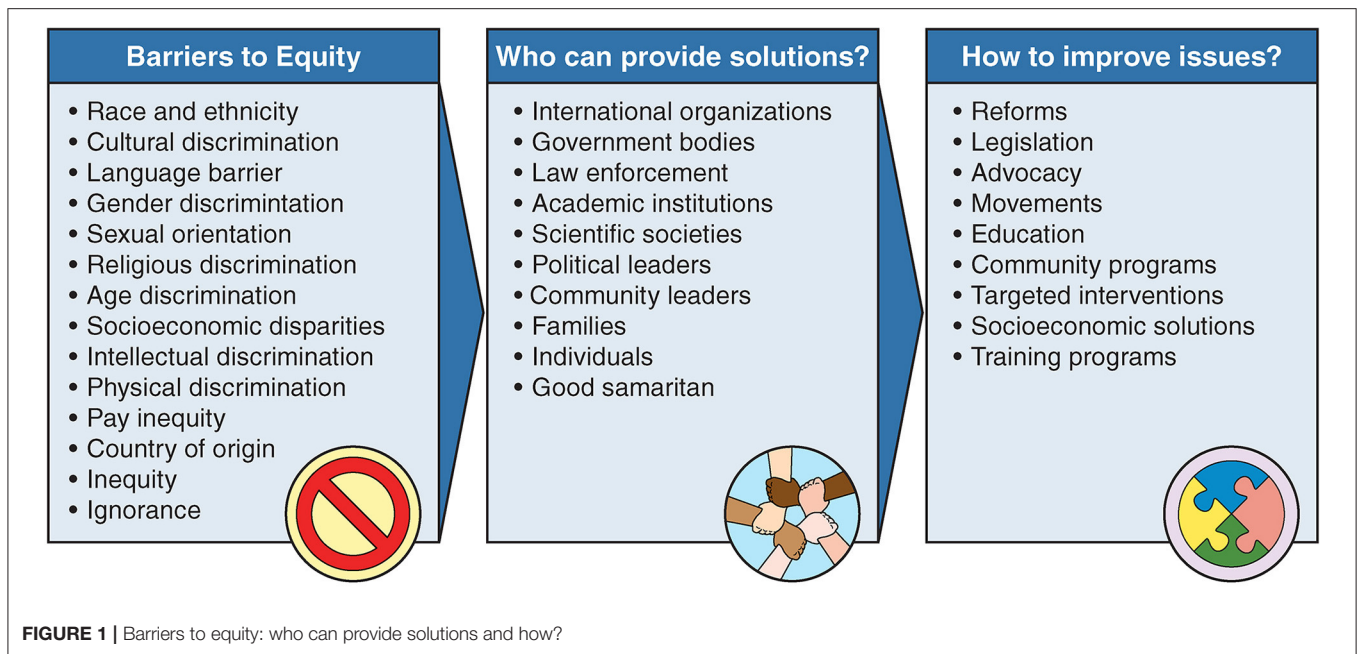 Barriers to Equity
• Race and ethnicity
• Cultural discrimination
• Language barrier
• Gender discrimintation
• Sexual orientation
• Religious discrimination
• Age discrimination
• Socioeconomic disparities
• Intellectual discrimination
• Physical discrimination
• Pay inequity
• Country of origin
• Inequity
• Ignorance
Who can provide solutions?
• International organizations
• Government bodies
• Law enforcement
• Academic institutions
• Scientific societies
• Political leaders
• Community leaders
• Families
• Individuals
• Good samaritan
How to improve issues?
• Reforms
• Legislation
• Advocacy
• Movements
• Education
• Community programs
• Targeted interventions
• Socioeconomic solutions
• Training programs
FIGURE 1 | Barriers to equity: who can provide solutions and how?